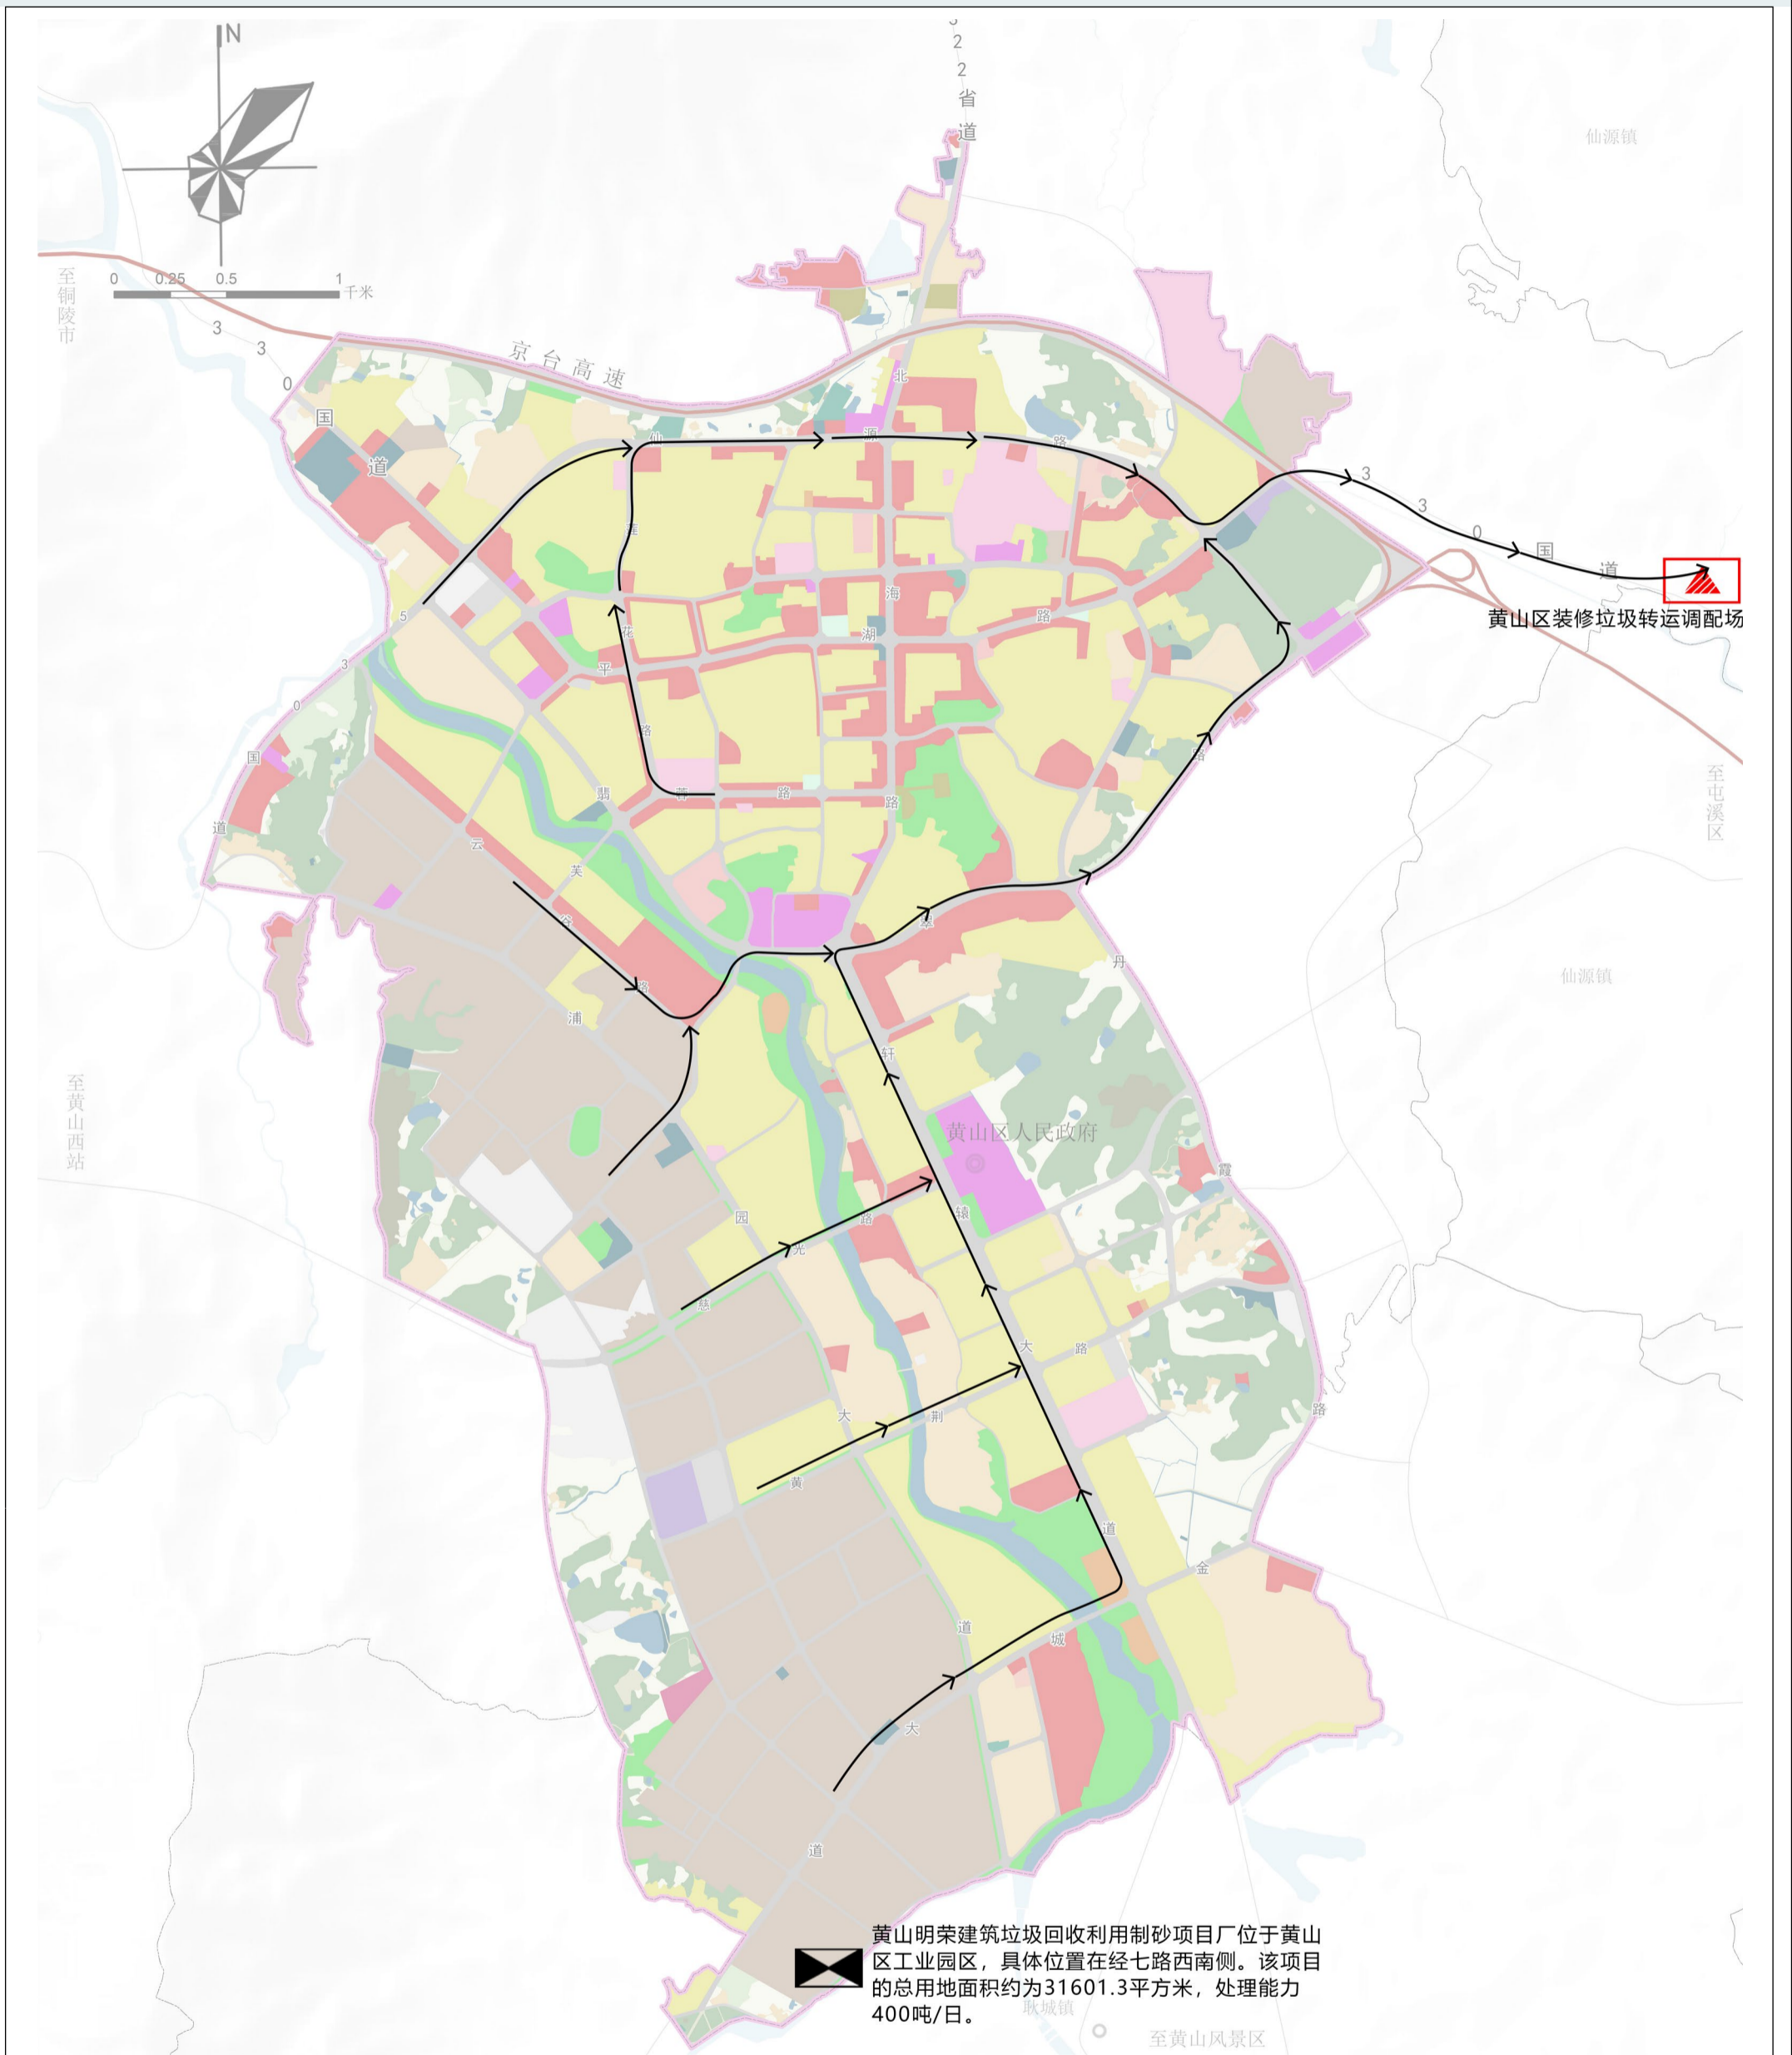 N
0 0.25 0.5 1
千米
322省道
仙源镇
至铜陵市
330国道
京台高速
北海路
仙源路
莲花路
平湖路
330国道
黄山区装修垃圾转运调配场
530国道
翡翠路
芙蓉路
云谷路
至屯溪区
仙源镇
浦
丹霞路
轩辕大道
黄山区人民政府
至黄山西站
园
大
道
慈光路
黄荆路
金城大道
黄山明荣建筑垃圾回收利用制砂项目厂位于黄山
区工业园区，具体位置在经七路西南侧。该项目
的总用地面积约为31601.3平方米，处理能力
400吨/日。
耿城镇
至黄山风景区